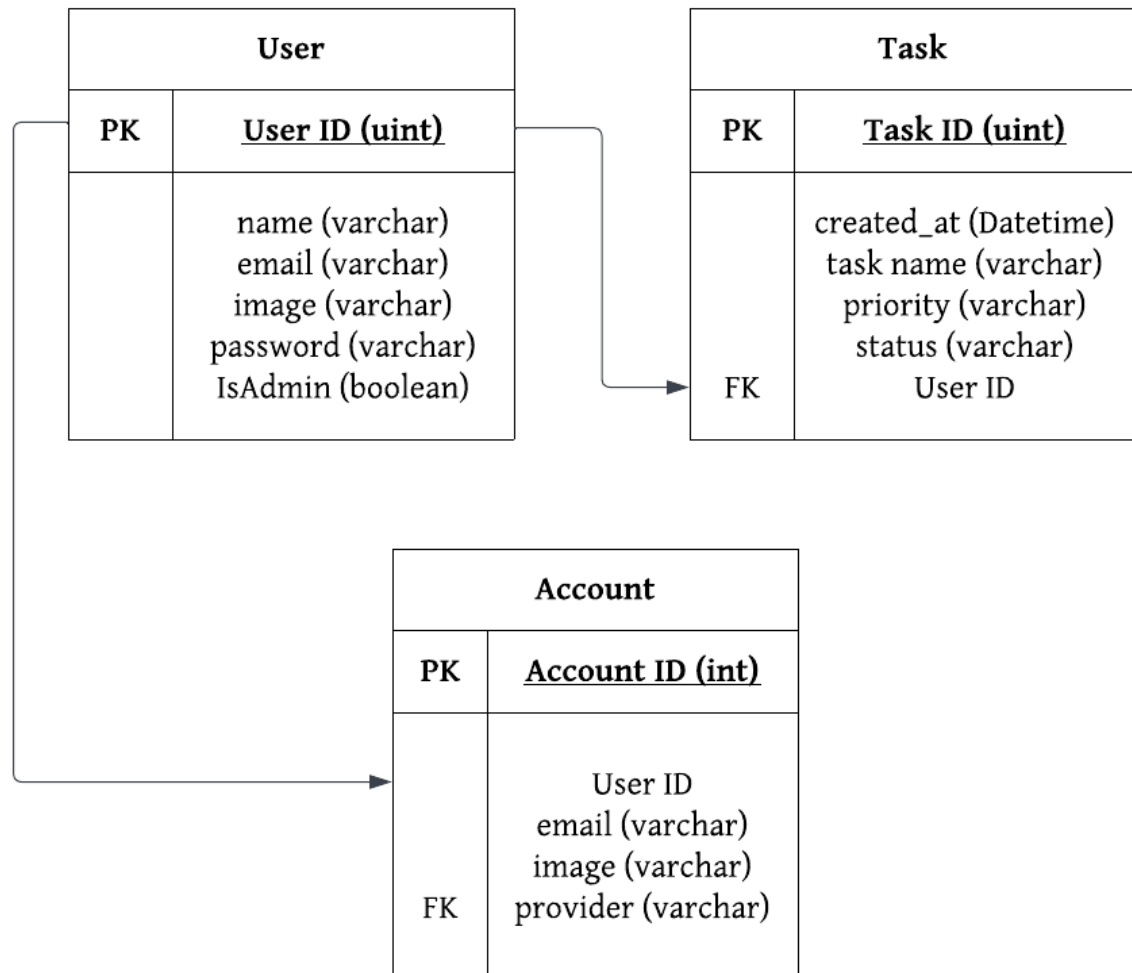 User
PK User ID (uint)
name (varchar)
email (varchar)
image (varchar)
password (varchar)
IsAdmin (boolean)
Task
PK Task ID (uint)
created_at (Datetime)
task name (varchar)
priority (varchar)
status (varchar)
FK User ID
Account
PK Account ID (int)
User ID
email (varchar)
image (varchar)
FK provider (varchar)